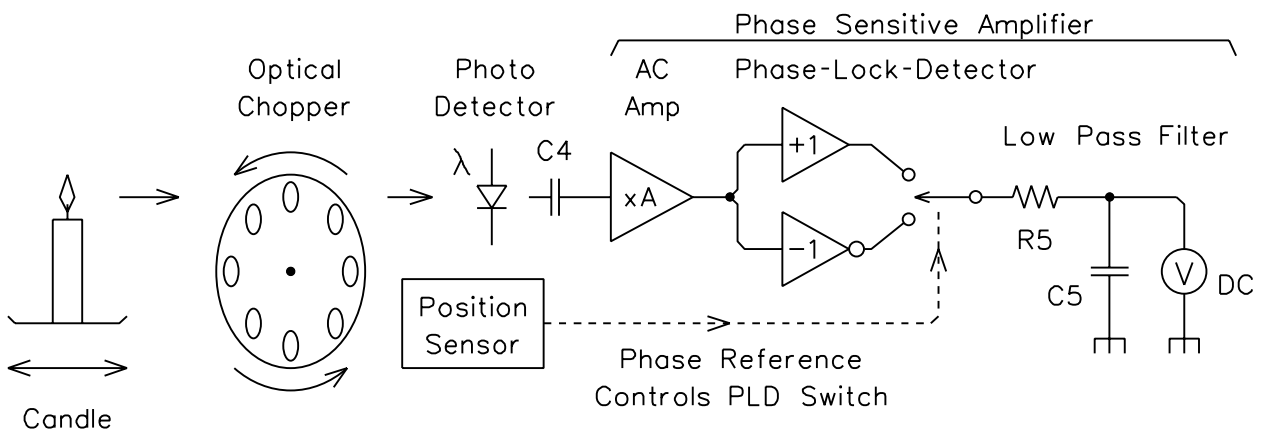 Phase Sensitive Amplifier
Optical
Chopper
Photo
Detector
AC
Amp
Phase-Lock-Detector
λ
C4
xA
+1
-1
Low Pass Filter
R5
C5
V
DC
Position
Sensor
Phase Reference
Controls PLD Switch
Candle